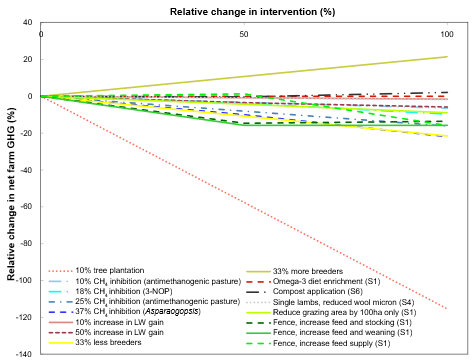 Relative change in intervention (%)
0 50 100
Relative change in net farm GHG (%)
40
20
0
-20
-40
-60
-80
-100
-120
-140
10% tree plantation
10% CH₄ inhibition (antimethanogenic pasture)
18% CH₄ inhibition (3-NOP)
25% CH₄ inhibition (antimethanogenic pasture)
37% CH₄ inhibition (Asparagopsis)
10% increase in LW gain
50% increase in LW gain
33% less breeders
33% more breeders
Omega-3 diet enrichment (S1)
Compost application (S6)
Single lambs, reduced wool micron (S4)
Reduce grazing area by 100ha only (S1)
Fence, increase feed and stocking (S1)
Fence, increase feed and weaning (S1)
Fence, increase feed supply (S1)